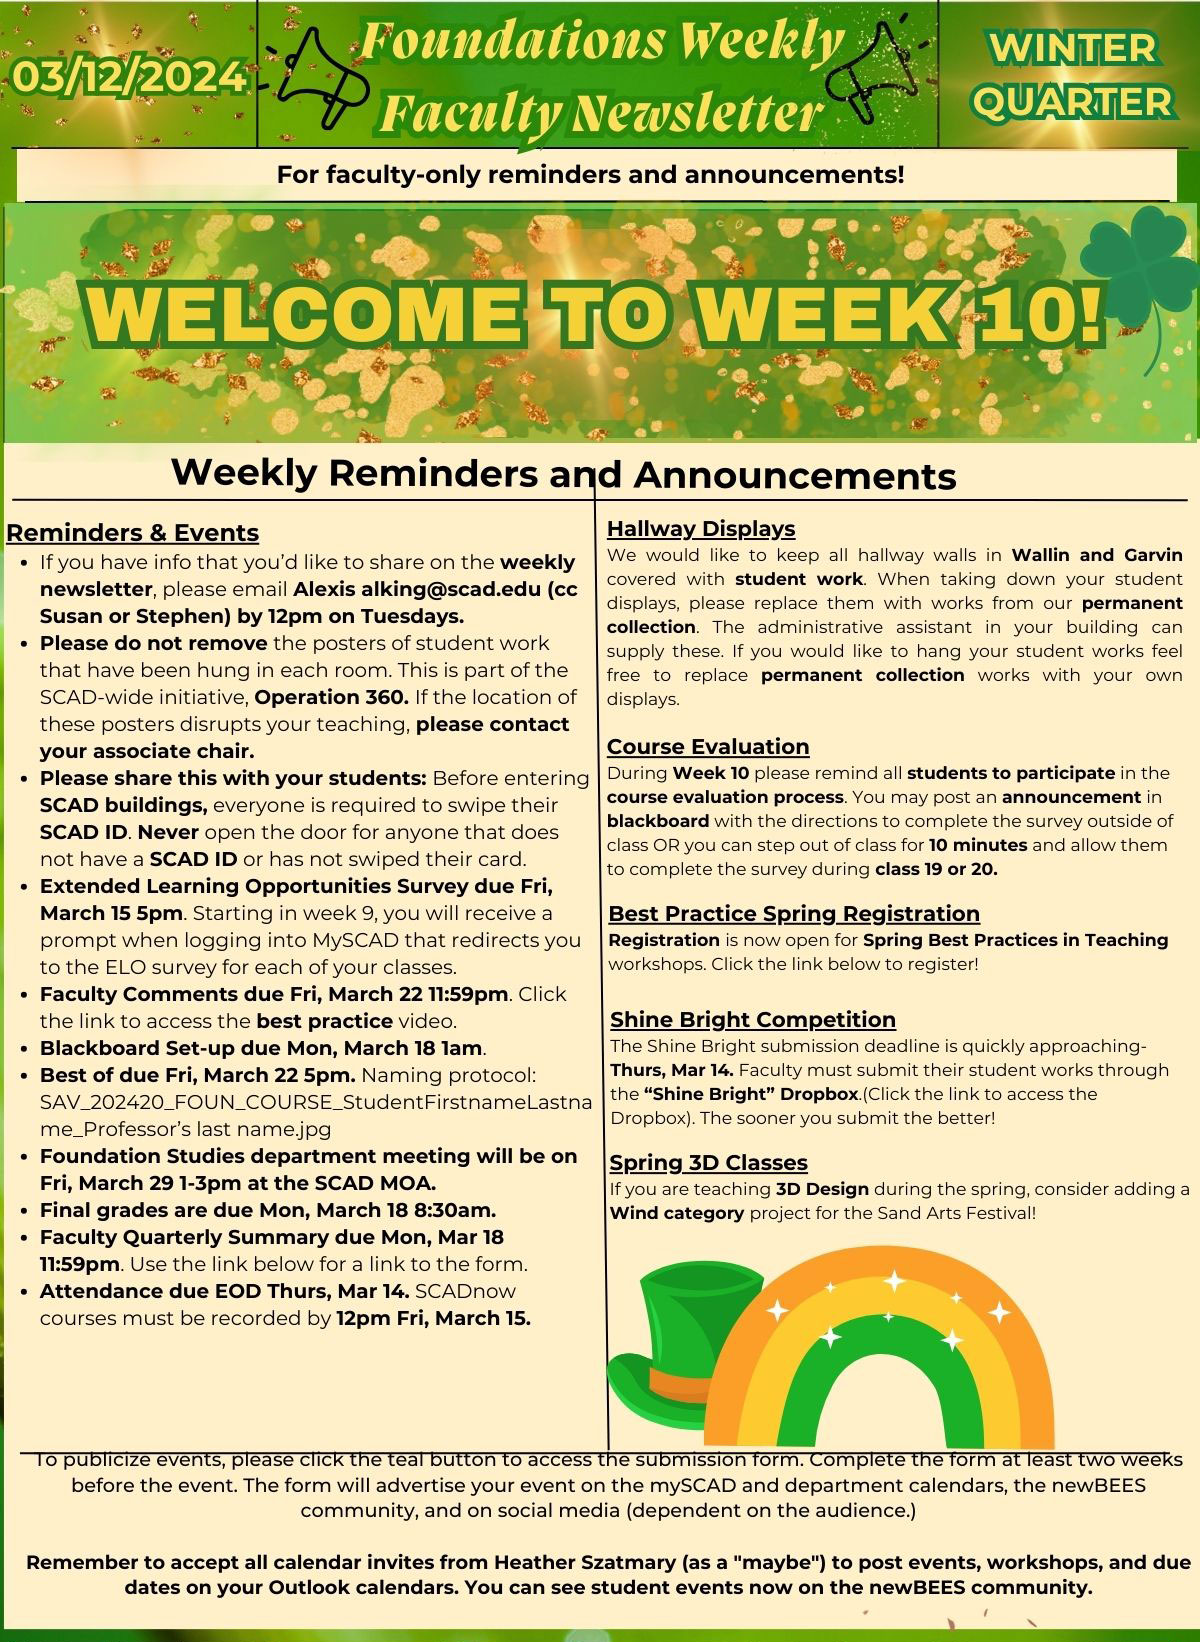 03/12/2024
Foundations Weekly
Faculty Newsletter
WINTER
QUARTER
For faculty-only reminders and announcements!
WELCOME TO WEEK 10!
Weekly Reminders and Announcements
Reminders & Events
• If you have info that you’d like to share on the weekly
newsletter, please email Alexis alking@scad.edu (cc
Susan or Stephen) by 12pm on Tuesdays.
• Please do not remove the posters of student work
that have been hung in each room. This is part of the
SCAD-wide initiative, Operation 360. If the location of
these posters disrupts your teaching, please contact
your associate chair.
• Please share this with your students: Before entering
SCAD buildings, everyone is required to swipe their
SCAD ID. Never open the door for anyone that does
not have a SCAD ID or has not swiped their card.
• Extended Learning Opportunities Survey due Fri,
March 15 5pm. Starting in week 9, you will receive a
prompt when logging into MySCAD that redirects you
to the ELO survey for each of your classes.
• Faculty Comments due Fri, March 22 11:59pm. Click
the link to access the best practice video.
• Blackboard Set-up due Mon, March 18 1am.
• Best of due Fri, March 22 5pm. Naming protocol:
SAV_202420_FOUN_COURSE_StudentFirstnameLastna
me_Professor’s last name.jpg
• Foundation Studies department meeting will be on
Fri, March 29 1-3pm at the SCAD MOA.
• Final grades are due Mon, March 18 8:30am.
• Faculty Quarterly Summary due Mon, Mar 18
11:59pm. Use the link below for a link to the form.
• Attendance due EOD Thurs, Mar 14. SCADnow
courses must be recorded by 12pm Fri, March 15.
Hallway Displays
We would like to keep all hallway walls in Wallin and Garvin
covered with student work. When taking down your student
displays, please replace them with works from our permanent
collection. The administrative assistant in your building can
supply these. If you would like to hang your student works feel
free to replace permanent collection works with your own
displays.
Course Evaluation
During Week 10 please remind all students to participate in the
course evaluation process. You may post an announcement in
blackboard with the directions to complete the survey outside of
class OR you can step out of class for 10 minutes and allow them
to complete the survey during class 19 or 20.
Best Practice Spring Registration
Registration is now open for Spring Best Practices in Teaching
workshops. Click the link below to register!
Shine Bright Competition
The Shine Bright submission deadline is quickly approaching-
Thurs, Mar 14. Faculty must submit their student works through
the “Shine Bright” Dropbox.(Click the link to access the
Dropbox). The sooner you submit the better!
Spring 3D Classes
If you are teaching 3D Design during the spring, consider adding a
Wind category project for the Sand Arts Festival!
To publicize events, please click the teal button to access the submission form. Complete the form at least two weeks
before the event. The form will advertise your event on the mySCAD and department calendars, the newBEES
community, and on social media (dependent on the audience.)
Remember to accept all calendar invites from Heather Szatmary (as a "maybe") to post events, workshops, and due
dates on your Outlook calendars. You can see student events now on the newBEES community.